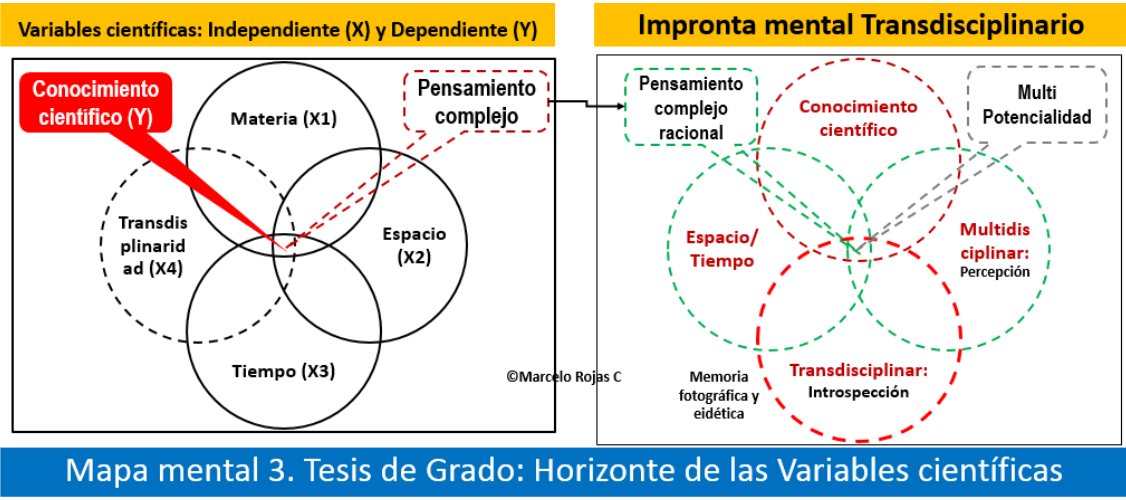 Variables científicas: Independiente (X) y Dependiente (Y)
Conocimiento
científico (Y)
Materia (X1)
Pensamiento
complejo
Transdis
plinarid
ad (X4)
Espacio
(X2)
Tiempo (X3)
©Marcelo Rojas C
Impronta mental Transdisciplinario
Pensamiento
complejo
racional
Conocimiento
científico
Multi
Potencialidad
Espacio/
Tiempo
Multidis
ciplinar:
Percepción
Transdisciplinar:
Introspección
Memoria
fotográfica y
eidética
Mapa mental 3. Tesis de Grado: Horizonte de las Variables científicas